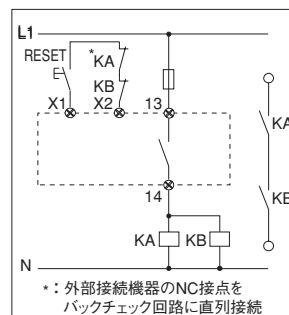 L1
RESET
*KA
KB
X1
X2
13
14
KA
KB
KA
KB
N
*：外部接続機器のNC接点を
バックチェック回路に直列接続